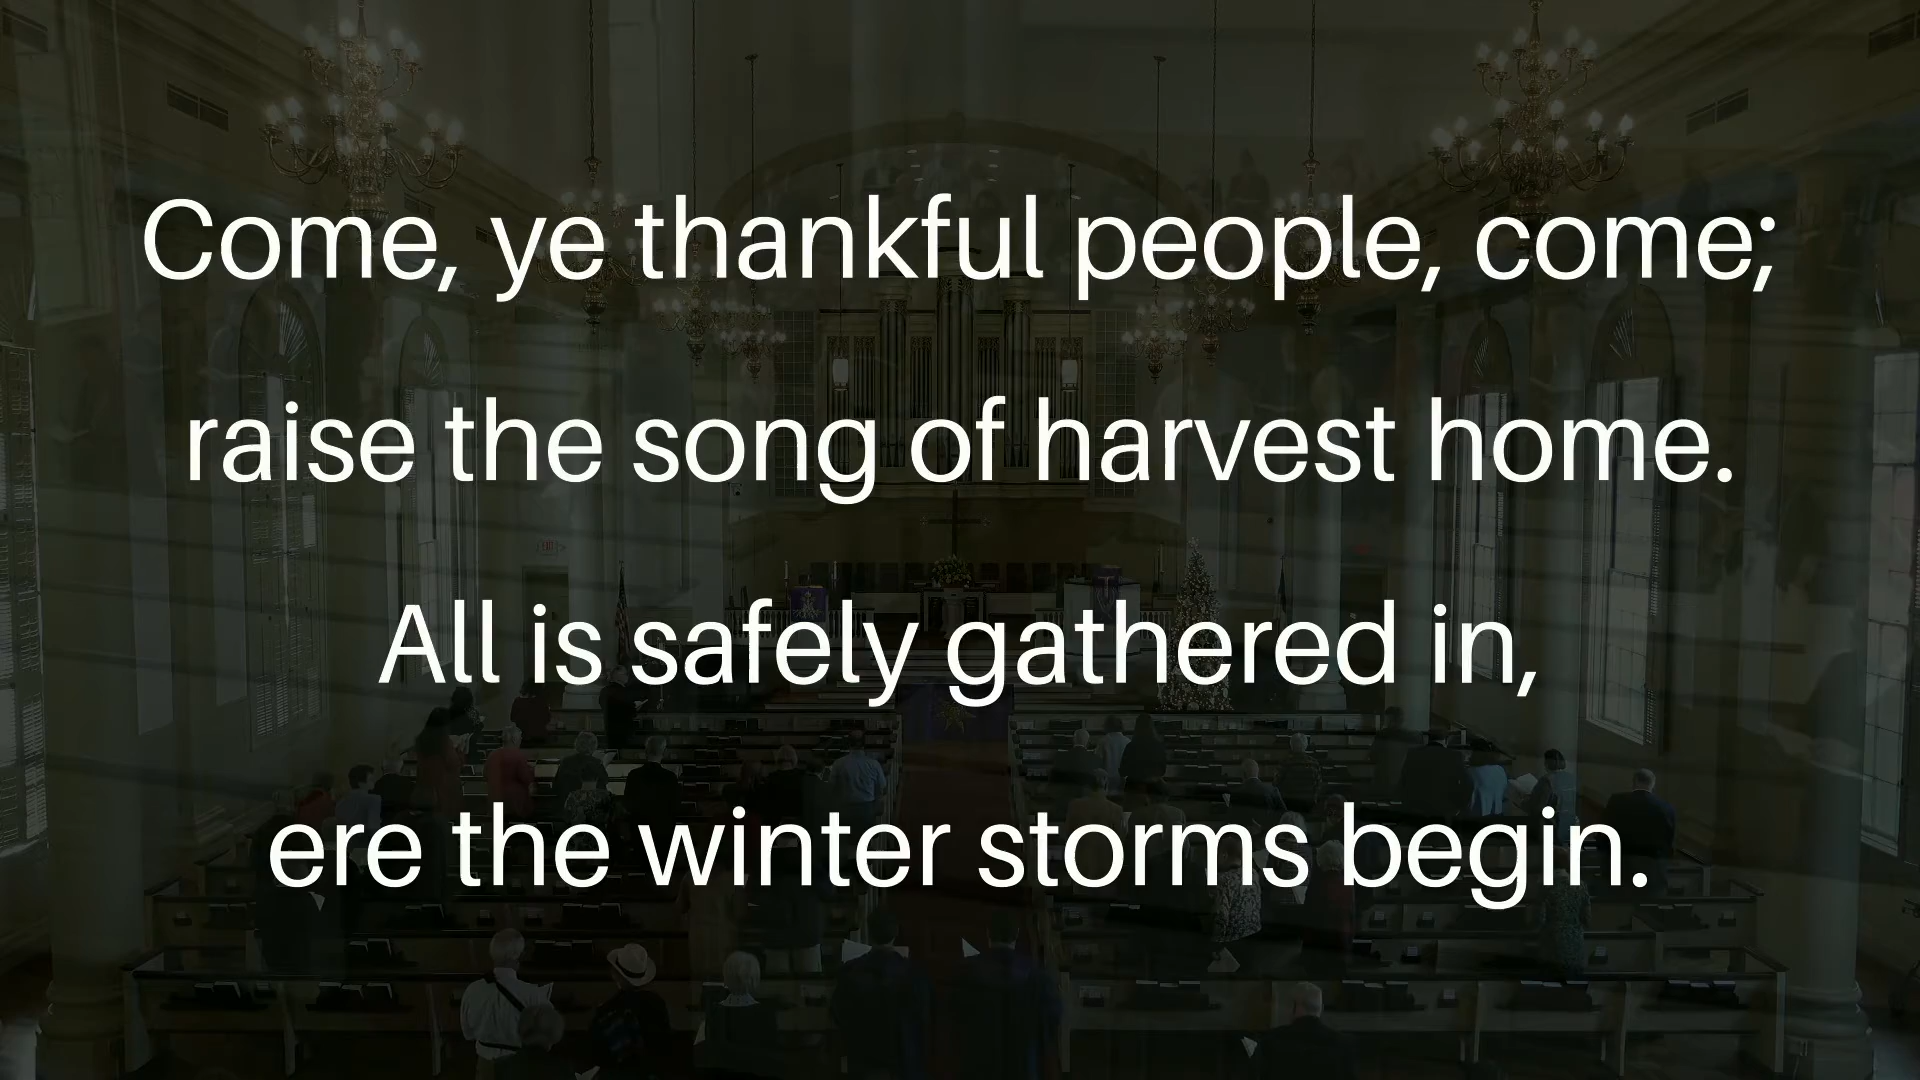 Come, ye thankful people, come;
raise the song of harvest home.
All is safely gathered in,
ere the winter storms begin.